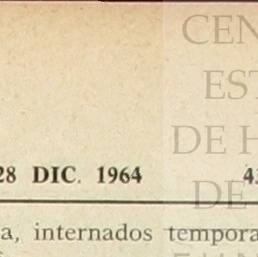 CEN
EST
DE H
28 DIC. 1964
DE
a, internados tempora